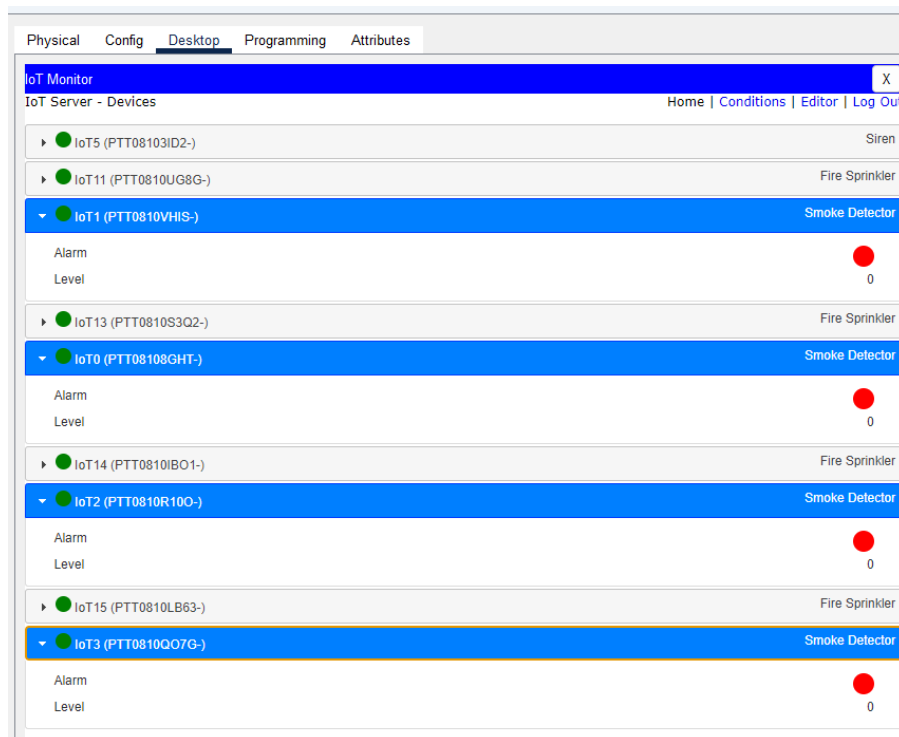 Physical Config Desktop Programming Attributes
IoT Monitor X
IoT Server - Devices Home | Conditions | Editor | Log Out
IoT5 (PTT08103ID2-) Siren
IoT11 (PTT0810UG8G-) Fire Sprinkler
IoT1 (PTT0810VHIS-) Smoke Detector
Alarm
Level 0
IoT13 (PTT0810S3Q2-) Fire Sprinkler
IoT0 (PTT08108GHT-) Smoke Detector
Alarm
Level 0
IoT14 (PTT0810IBO1-) Fire Sprinkler
IoT2 (PTT0810R10O-) Smoke Detector
Alarm
Level 0
IoT15 (PTT0810LB63-) Fire Sprinkler
IoT3 (PTT0810QO7G-) Smoke Detector
Alarm
Level 0